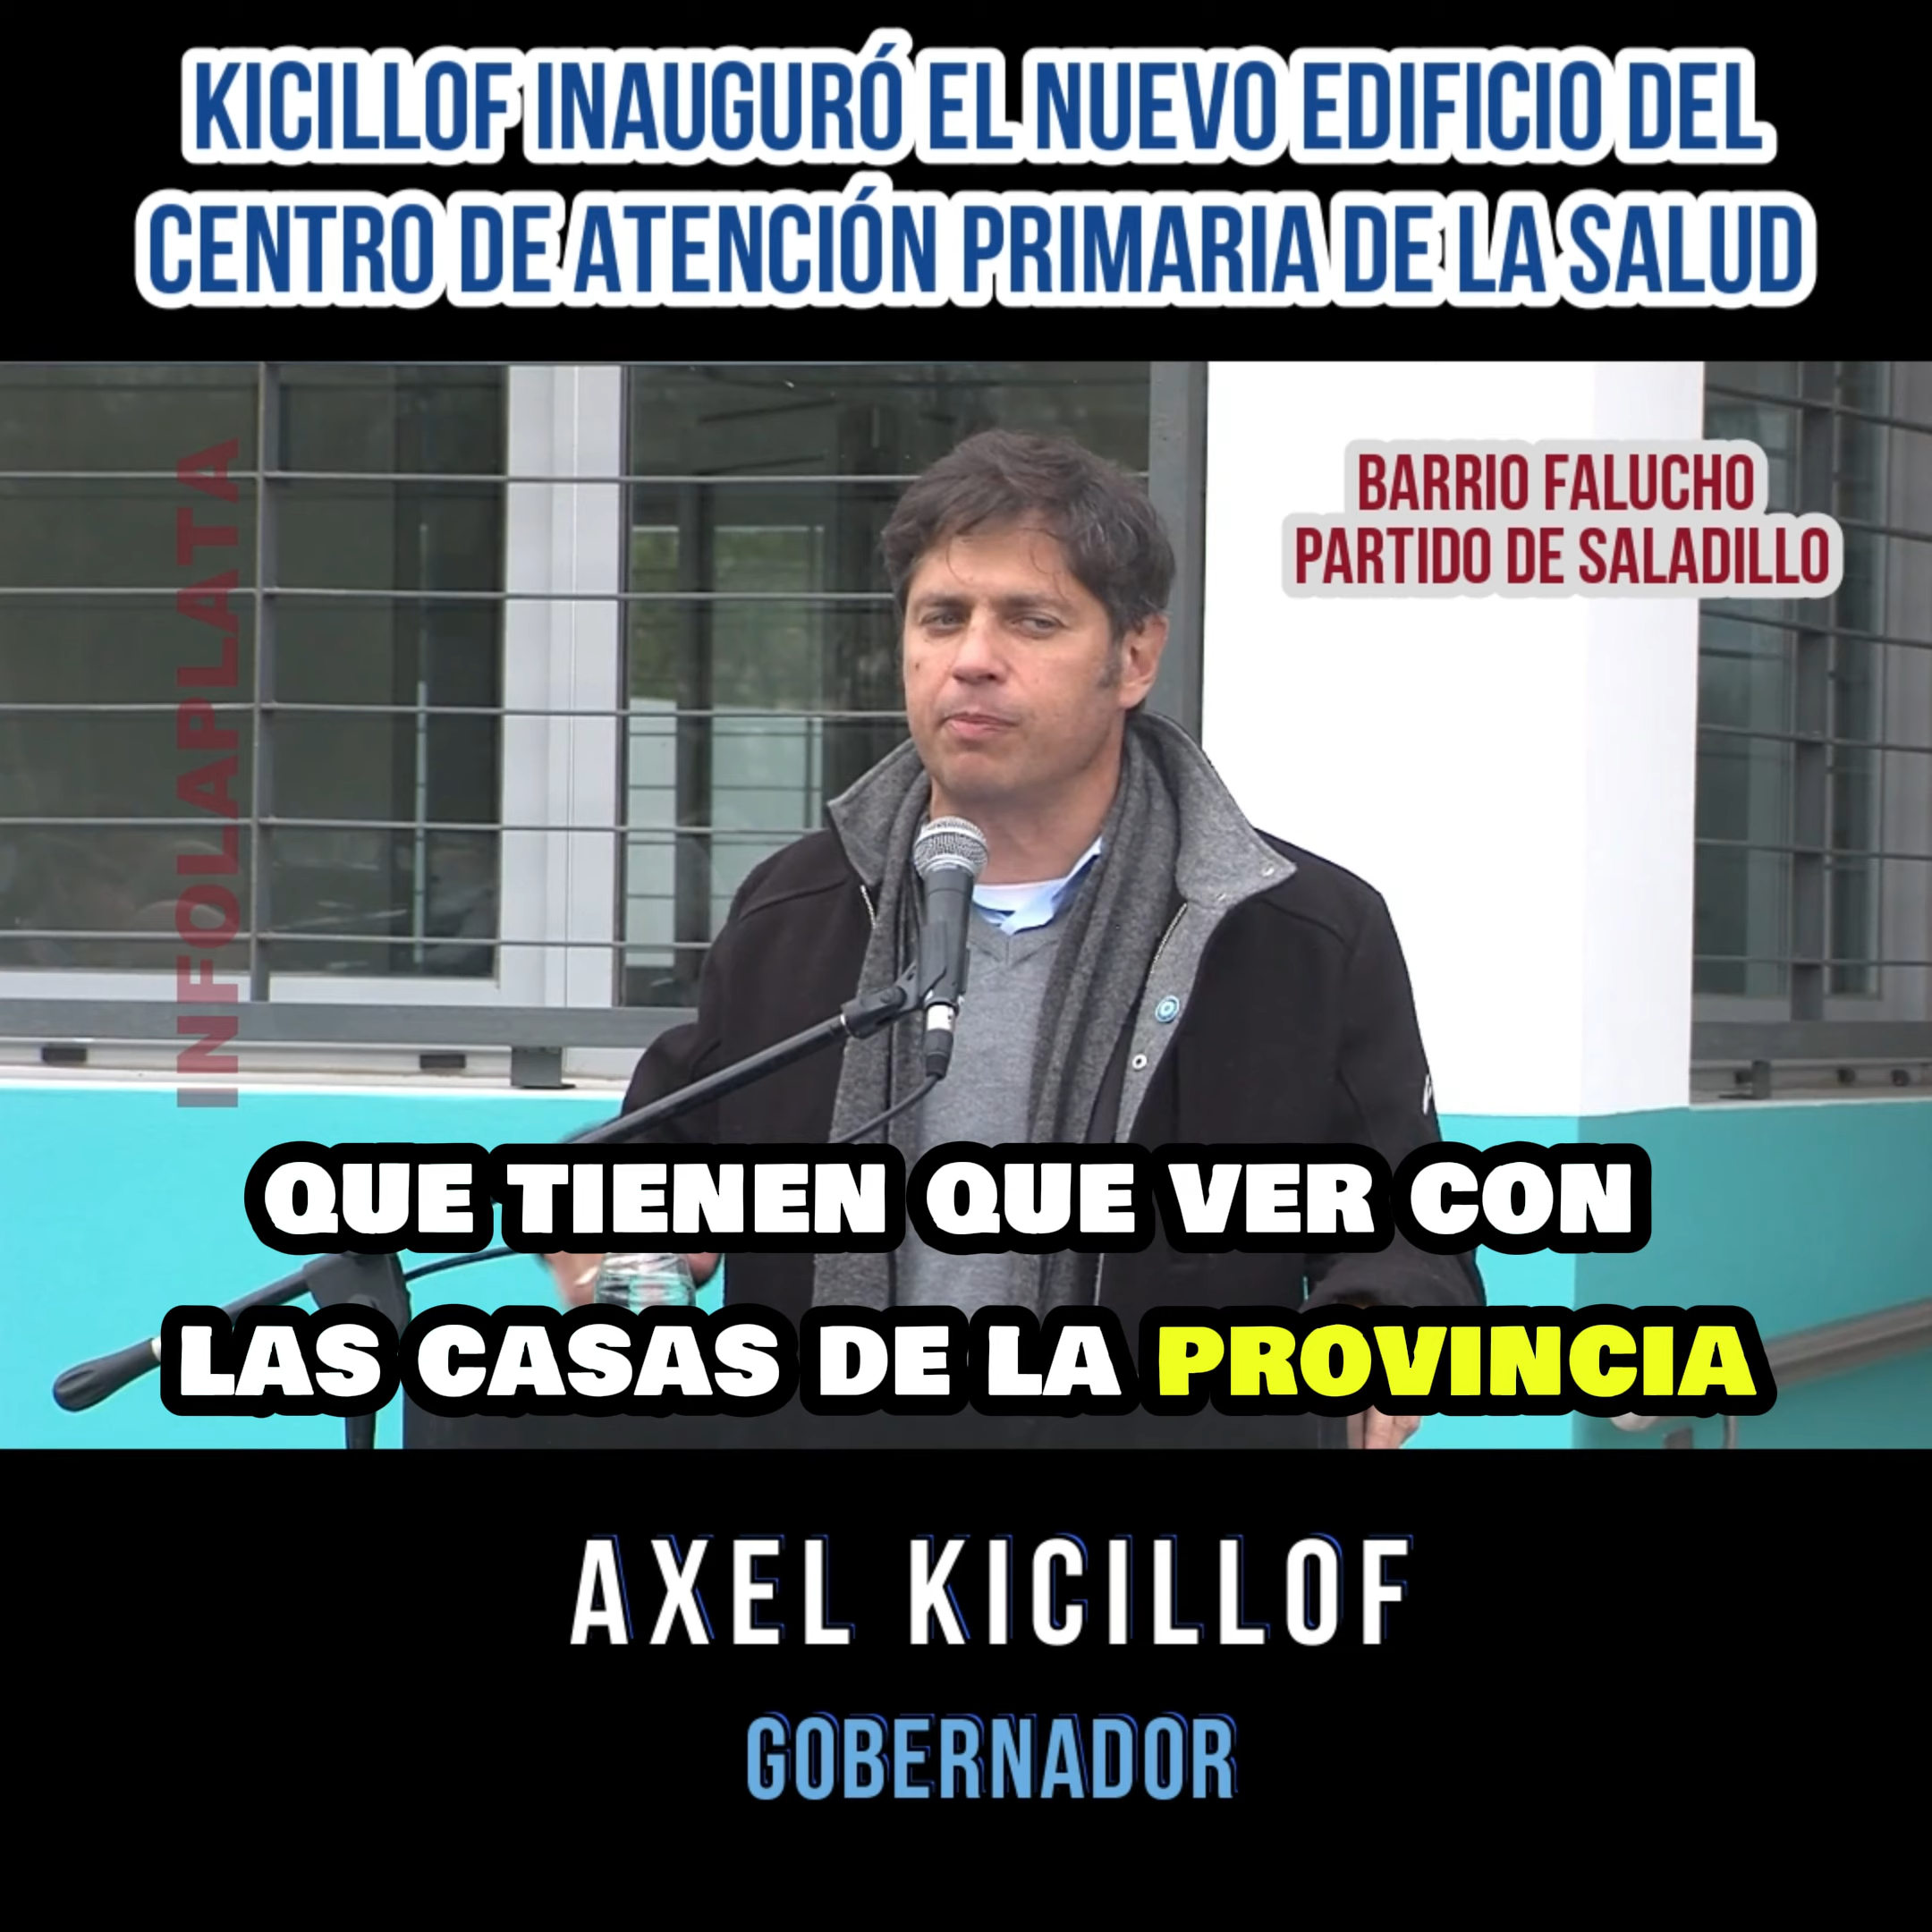 KICILLOF INAUGURÓ EL NUEVO EDIFICIO DEL
CENTRO DE ATENCIÓN PRIMARIA DE LA SALUD
BARRIO FALUCHO
PARTIDO DE SALADILLO
INFOLAPLATA
QUE TIENEN QUE VER CON
LAS CASAS DE LA PROVINCIA
AXEL KICILLOF
GOBERNADOR